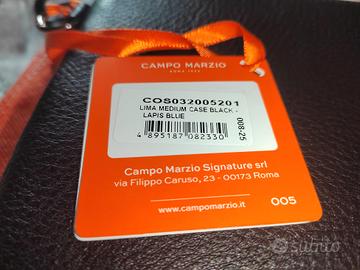 CAMPO MARZIO
ROMA 1933
COS032005201
LIMA MEDIUM CASE BLACK -
LAPIS BLUE
008-25
4 895187 082330
Campo Marzio Signature srl
via Filippo Caruso, 23 - 00173 Roma
www.campomarzio.it
005
subito